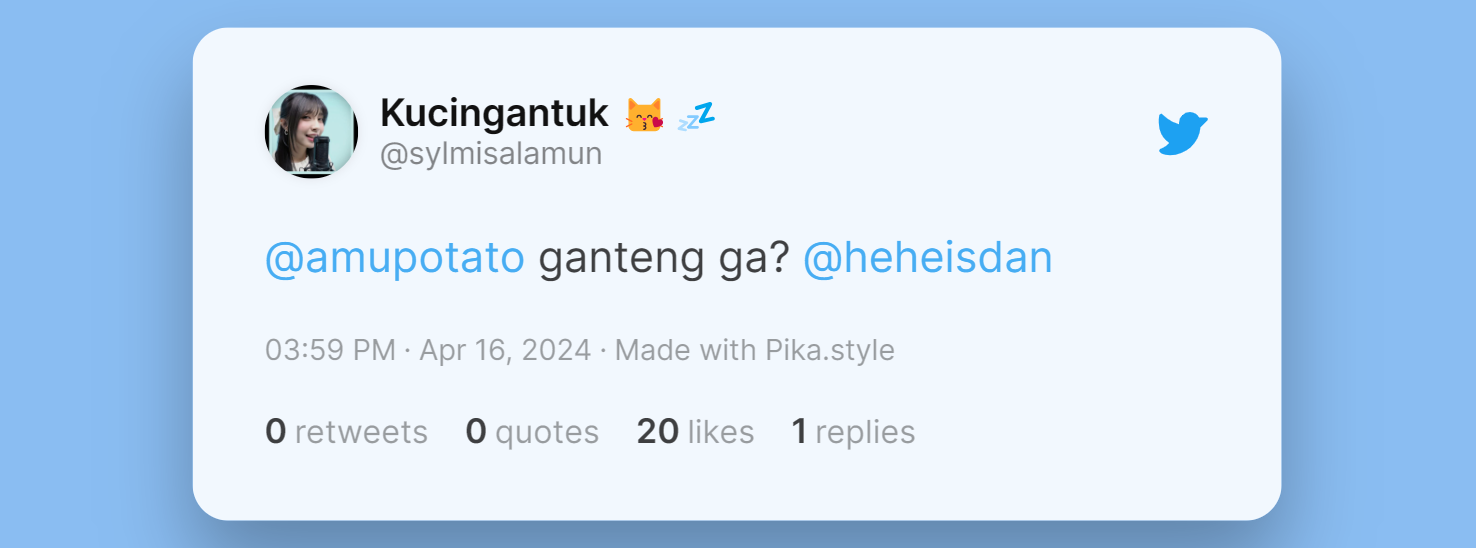 Kucingantuk 😽 💤
@sylmisalamun
@amupotato ganteng ga? @heheisdan
03:59 PM · Apr 16, 2024 · Made with Pika.style
0 retweets 0 quotes 20 likes 1 replies